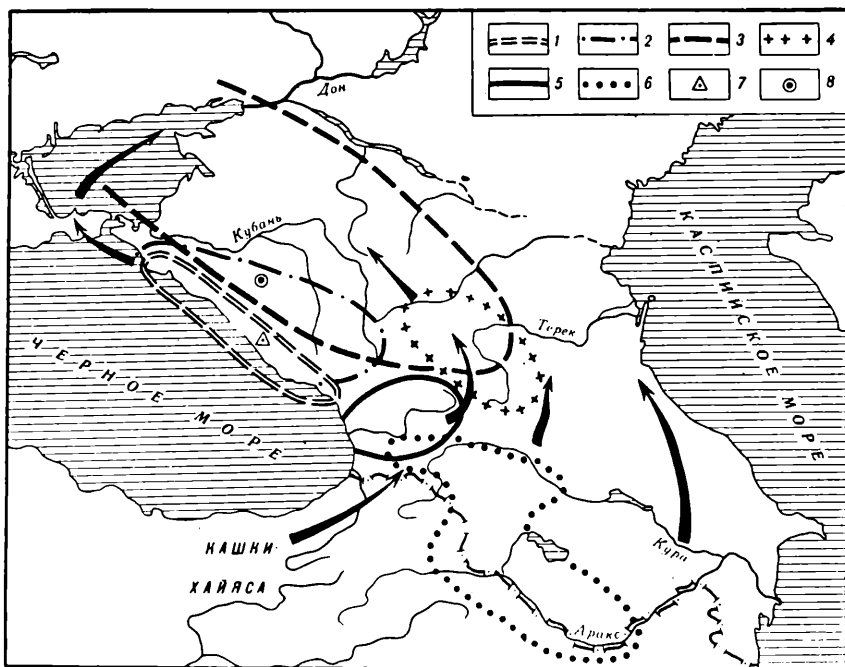 1 2 3 4
5 6 7 8
Дон
Кубань
Терек
КАСПИЙСКОЕ МОРЕ
ЧЕРНОЕ МОРЕ
КАШКИ
ХАЙЯСА
Кура
Аракс